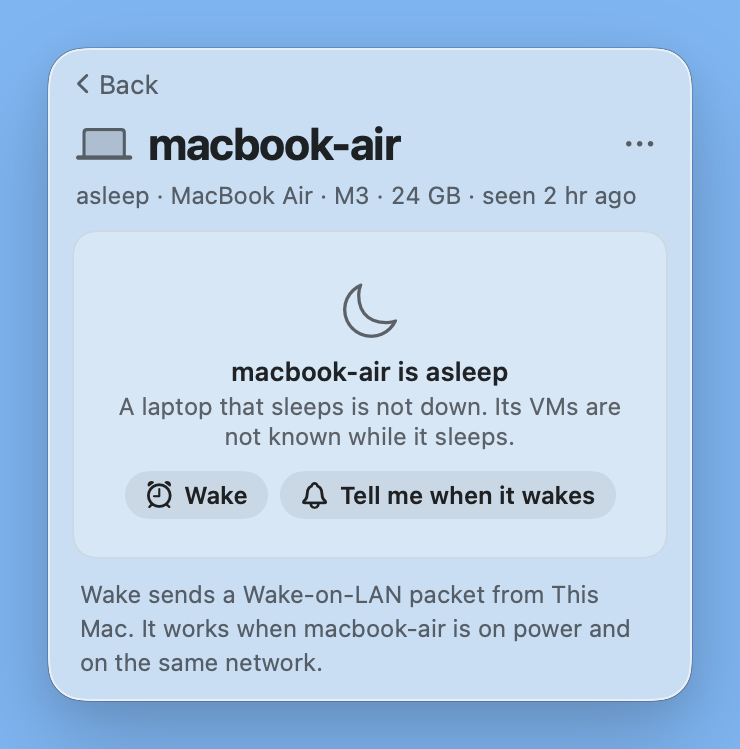 Back
macbook-air
asleep · MacBook Air · M3 · 24 GB · seen 2 hr ago
macbook-air is asleep
A laptop that sleeps is not down. Its VMs are
not known while it sleeps.
Wake
Tell me when it wakes
Wake sends a Wake-on-LAN packet from This
Mac. It works when macbook-air is on power and
on the same network.